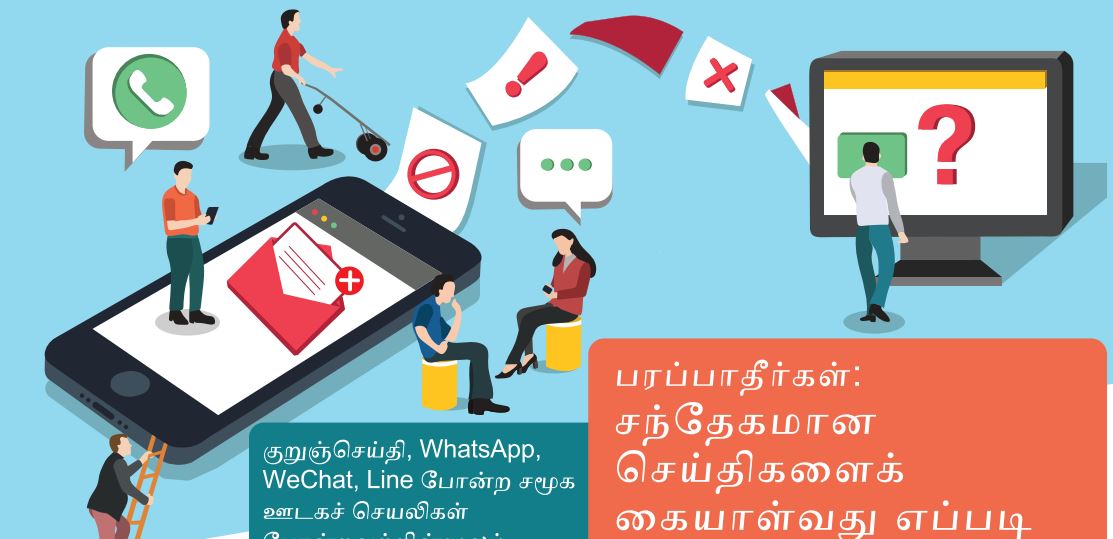 பரப்பாதீர்கள்:
சந்தேகமான
செய்திகளைக்
கையாள்வது எப்படி
குறுஞ்செய்தி, WhatsApp,
WeChat, Line போன்ற சமூக
ஊடகச் செயலிகள்